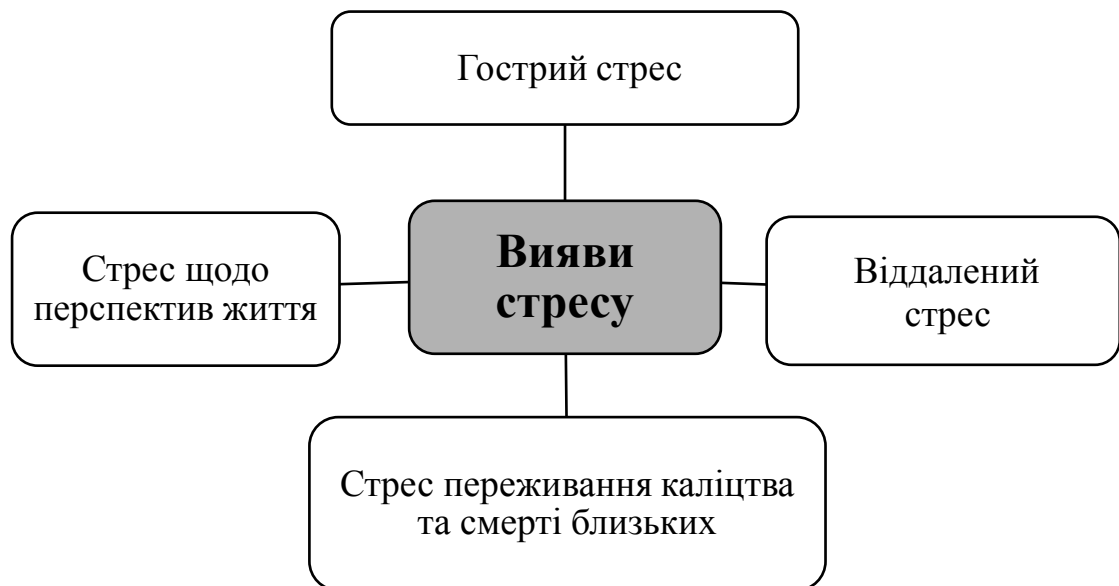 Гострий стрес
Стрес щодо
перспектив життя
Вияви
стресу
Віддалений
стрес
Стрес переживання каліцтва
та смерті близьких